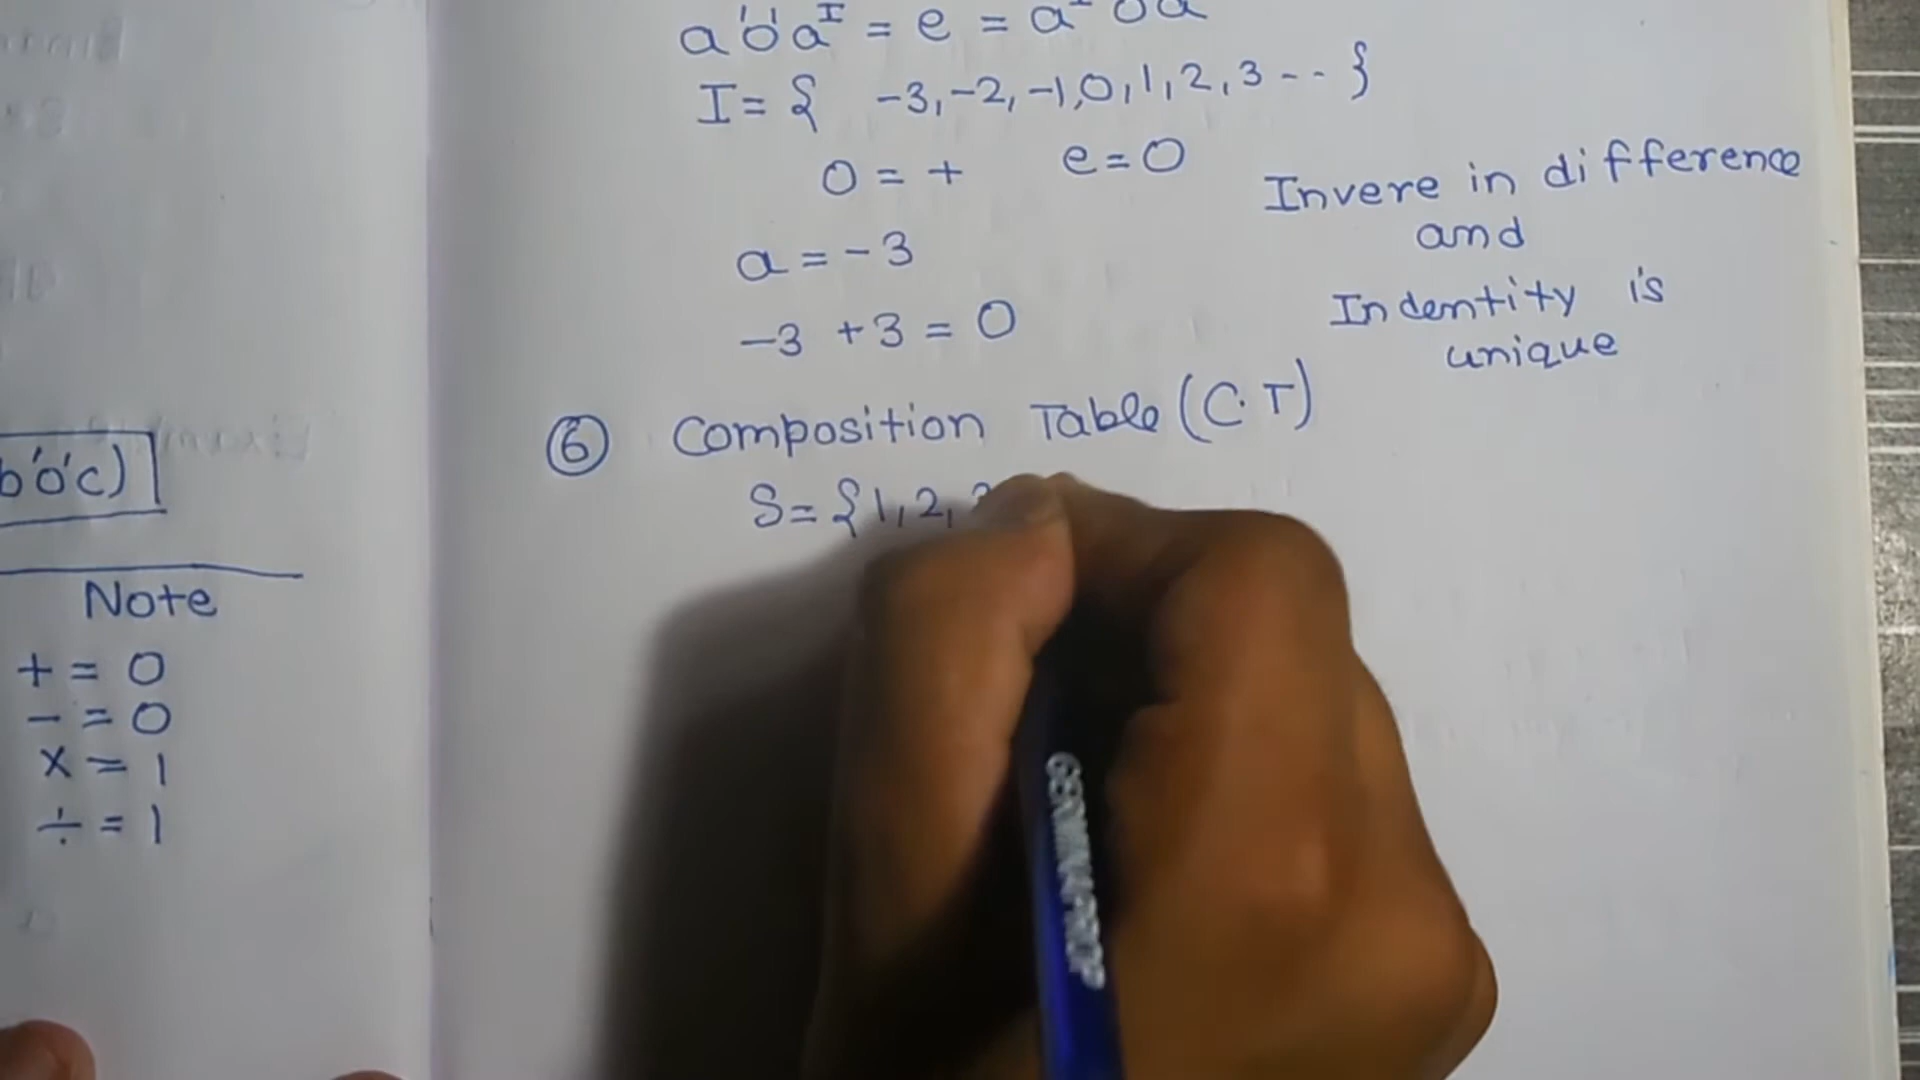 b'o'c)
Note
+ = 0
- = 0
x = 1
÷ = 1
a 'o' a^I = e = a^I 'o' a
I = { -3, -2, -1, 0, 1, 2, 3 -- }
0 = + e = 0
a = -3
-3 +3 = 0
Invere in difference
and
Indentity is
unique
⑥ Composition Table (C.T)
S = { 1, 2,